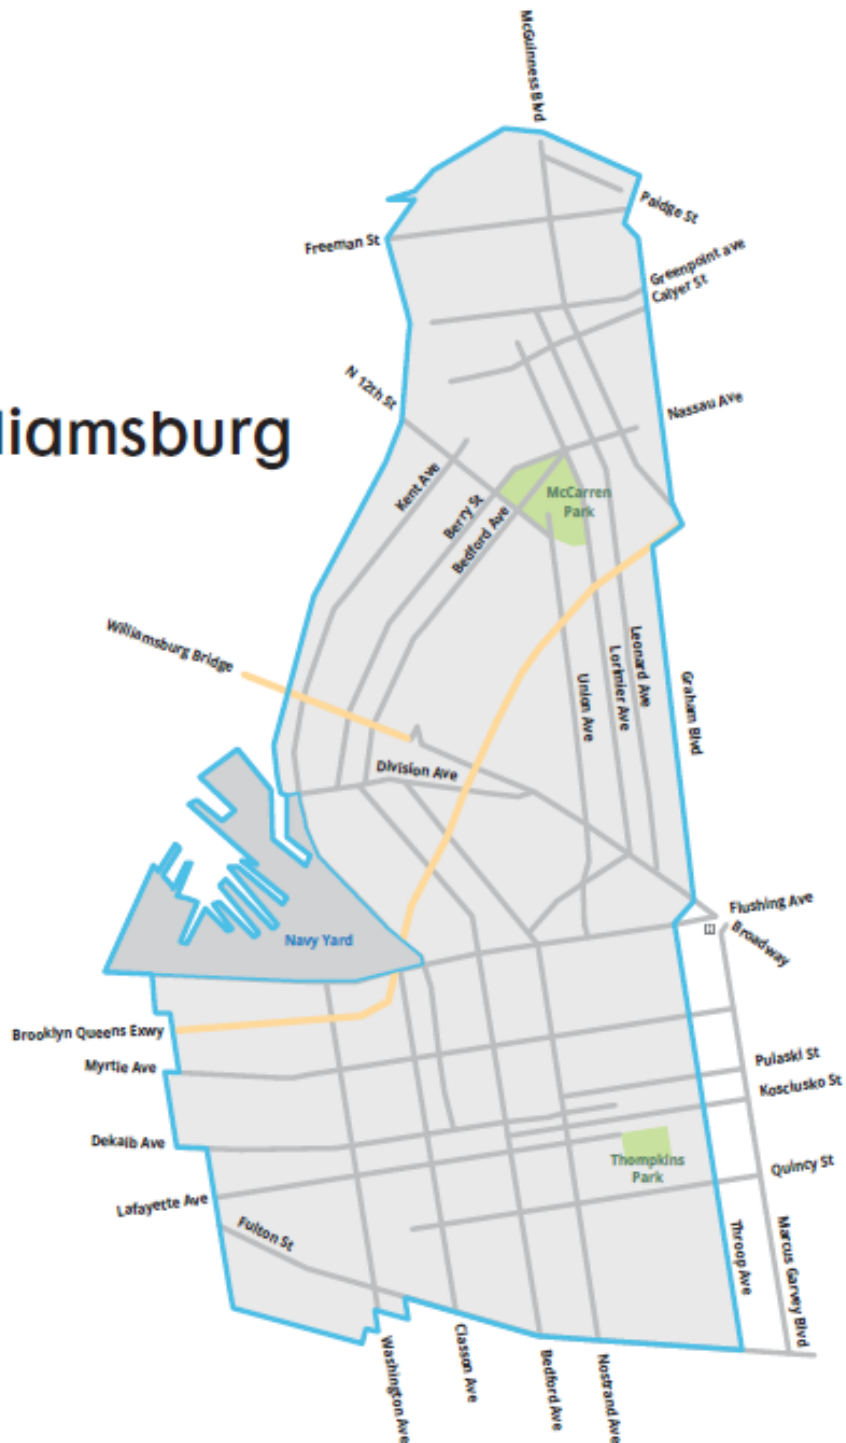 McGuinness Blvd
Paidge St
Freeman St
Greenpoint ave
Calyer St
N 12th St
Nassau Ave
liamsburg
Kent Ave
Berry St
Bedford Ave
McCarren
Park
Williamsburg Bridge
Union Ave
Lorimier Ave
Leonard Ave
Graham Blvd
Division Ave
Flushing Ave
Broadway
Navy Yard
Brooklyn Queens Exwy
Myrtle Ave
Pulaski St
Kosciusko St
Dekalb Ave
Thompkins
Park
Quincy St
Lafayette Ave
Fulton St
Throop Ave
Marcus Garvey Blvd
Washington Ave
Classon Ave
Bedford Ave
Nostrand Ave